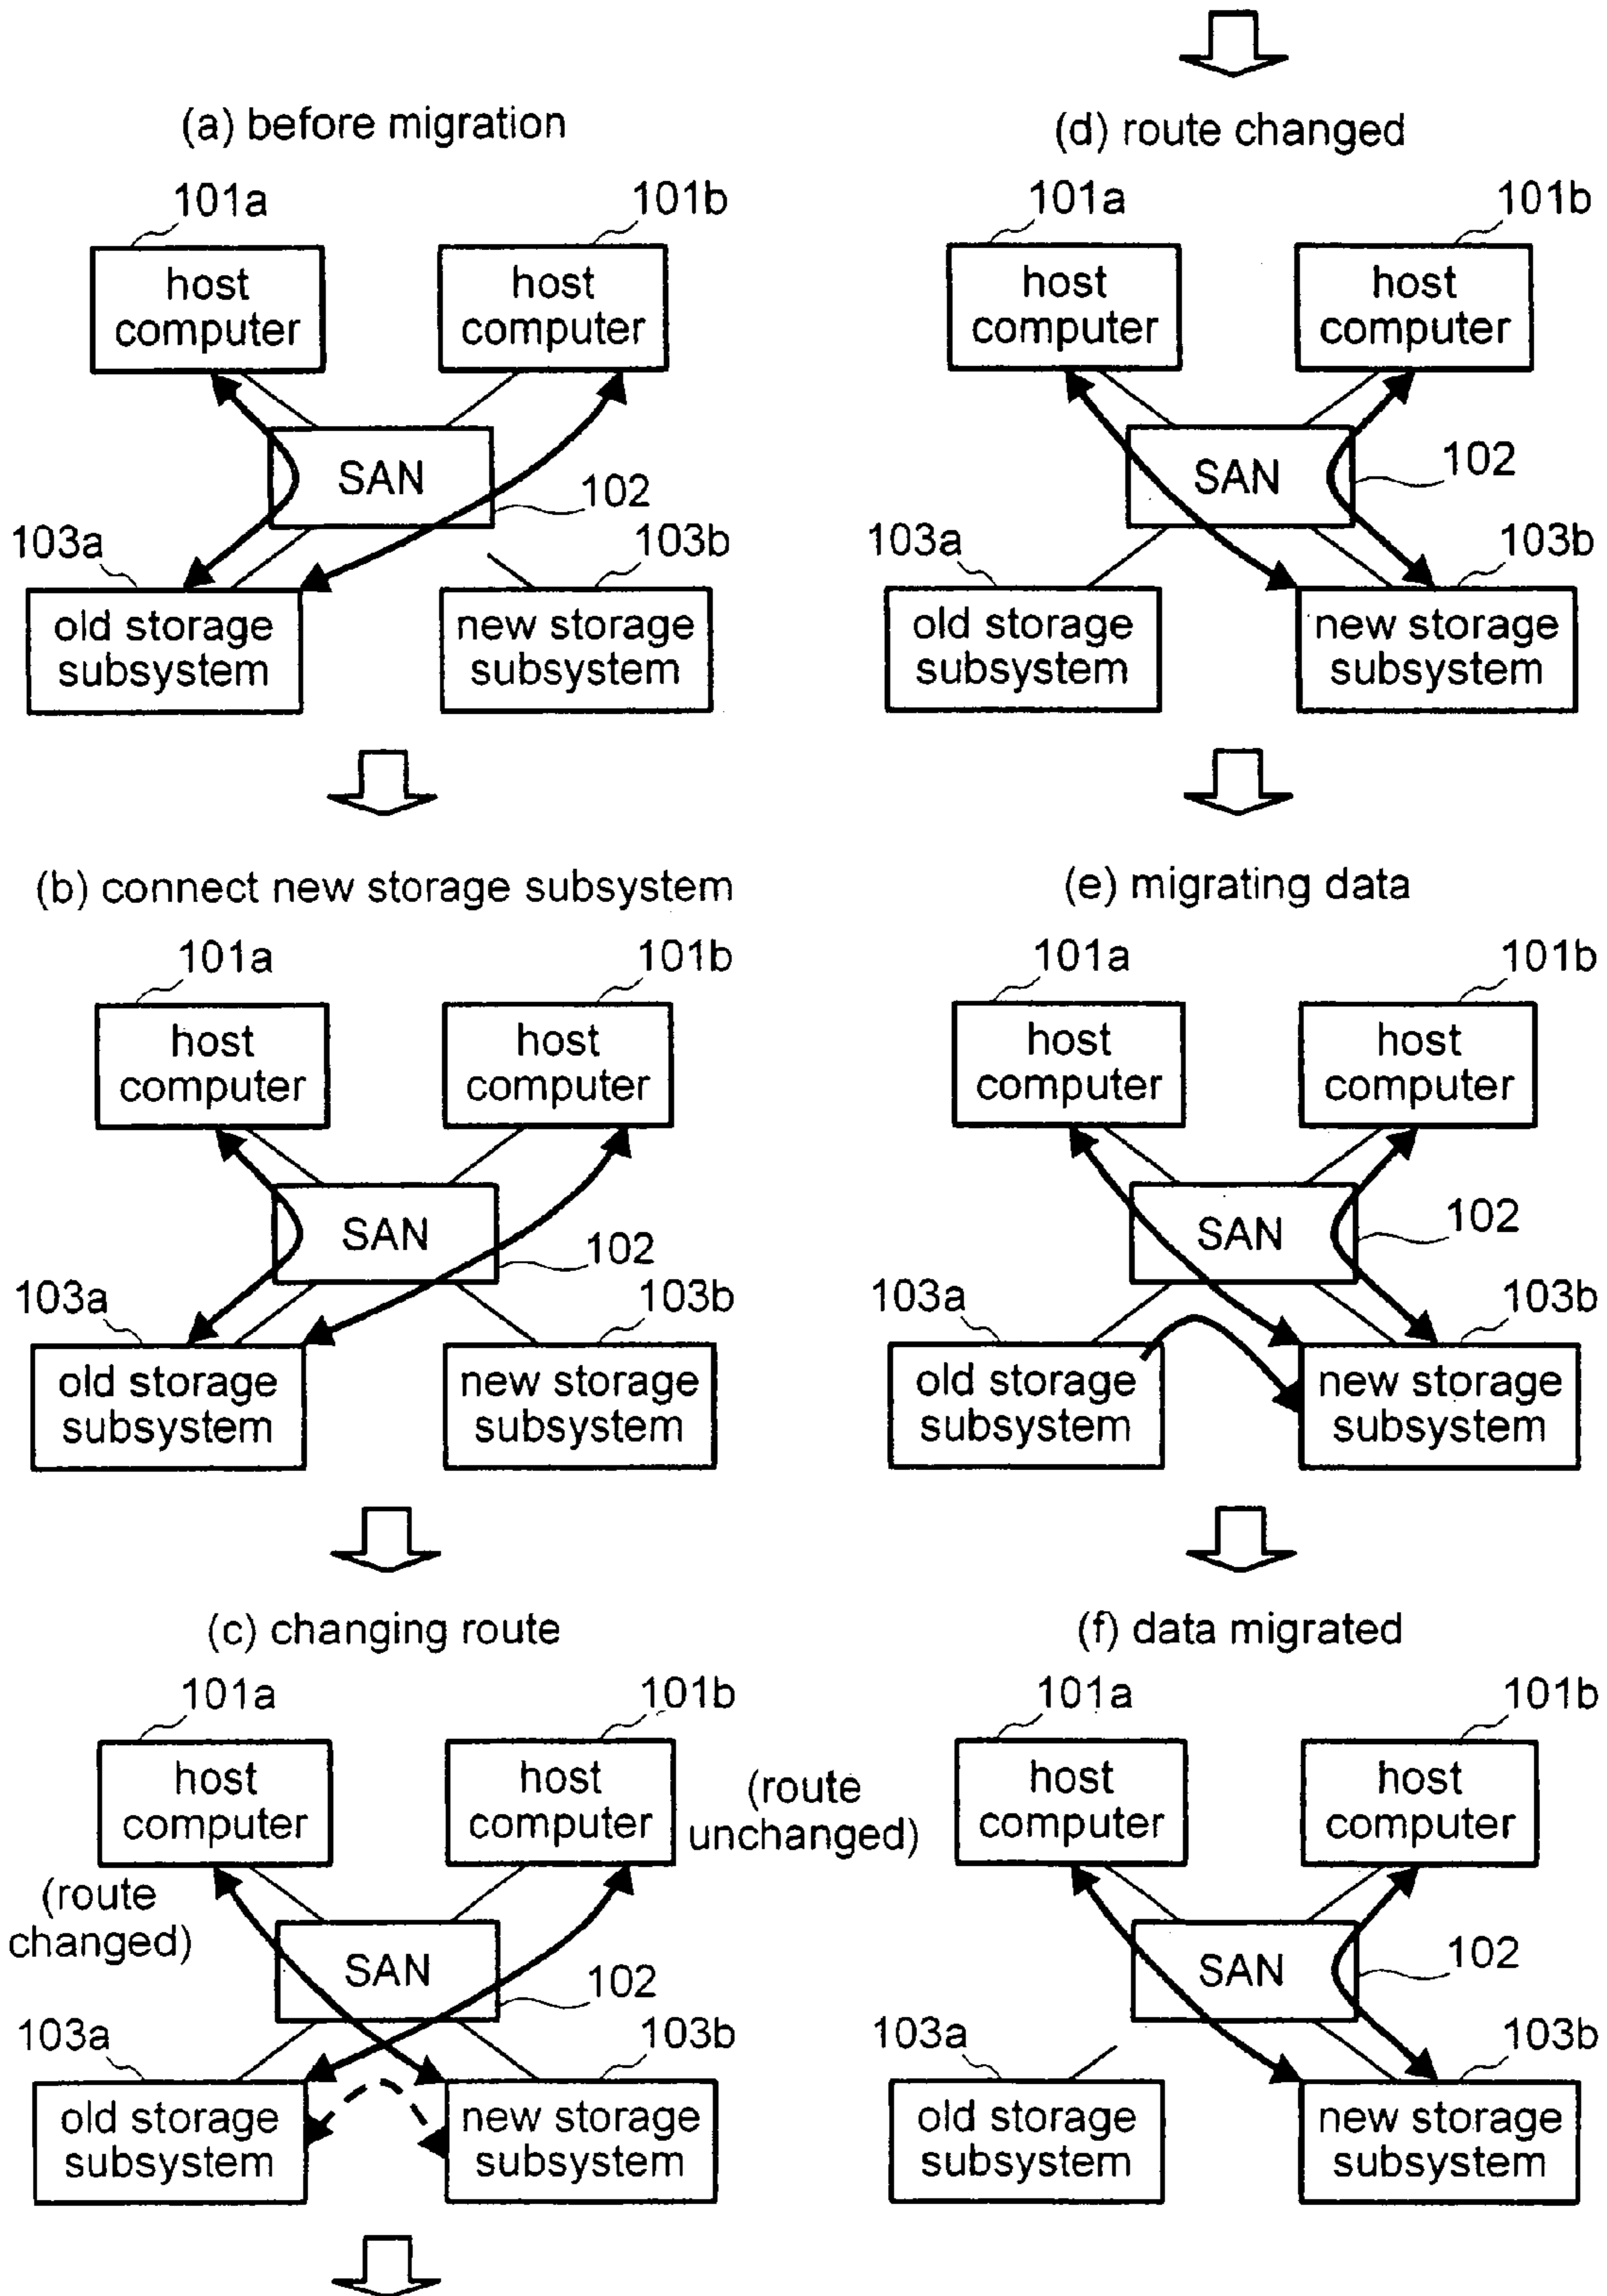 (a) before migration
101a
101b
host
computer
host
computer
SAN
102
103a
103b
old storage
subsystem
new storage
subsystem
(b) connect new storage subsystem
101a
101b
host
computer
host
computer
SAN
102
103a
103b
old storage
subsystem
new storage
subsystem
(c) changing route
101a
101b
host
computer
host
computer
(route
unchanged)
(route
changed)
SAN
102
103a
103b
old storage
subsystem
new storage
subsystem
(d) route changed
101a
101b
host
computer
host
computer
SAN
102
103a
103b
old storage
subsystem
new storage
subsystem
(e) migrating data
101a
101b
host
computer
host
computer
SAN
102
103a
103b
old storage
subsystem
new storage
subsystem
(f) data migrated
101a
101b
host
computer
host
computer
SAN
102
103a
103b
old storage
subsystem
new storage
subsystem